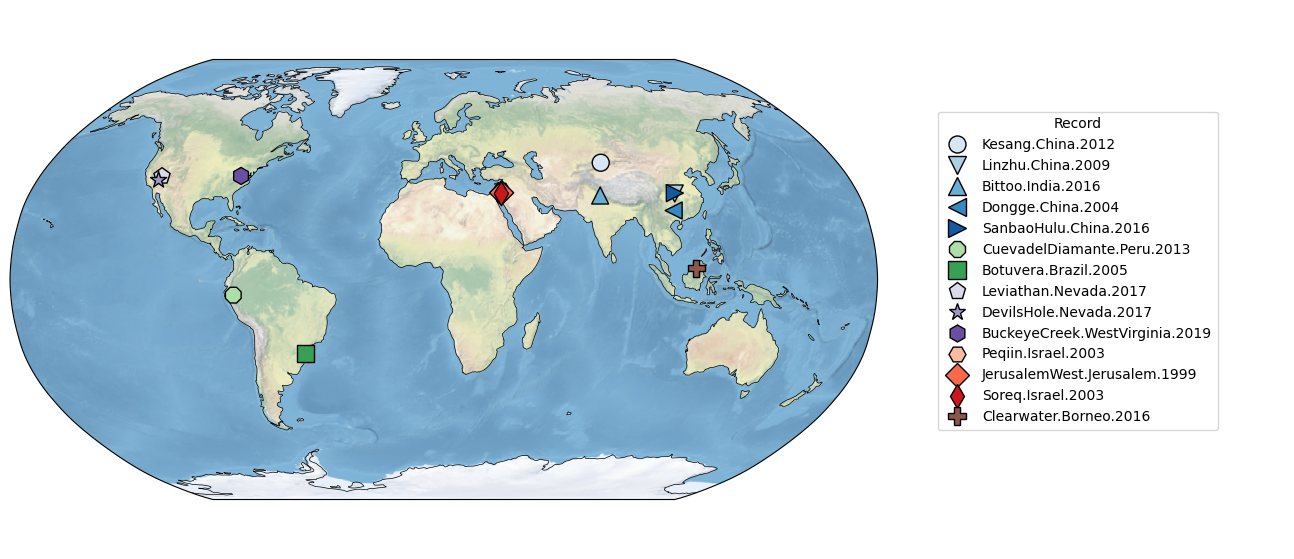 Record
Kesang.China.2012
Linzhu.China.2009
Bittoo.India.2016
Dongge.China.2004
SanbaoHulu.China.2016
CuevadelDiamante.Peru.2013
Botuvera.Brazil.2005
Leviathan.Nevada.2017
DevilsHole.Nevada.2017
BuckeyeCreek.WestVirginia.2019
Peqiin.Israel.2003
JerusalemWest.Jerusalem.1999
Soreq.Israel.2003
Clearwater.Borneo.2016